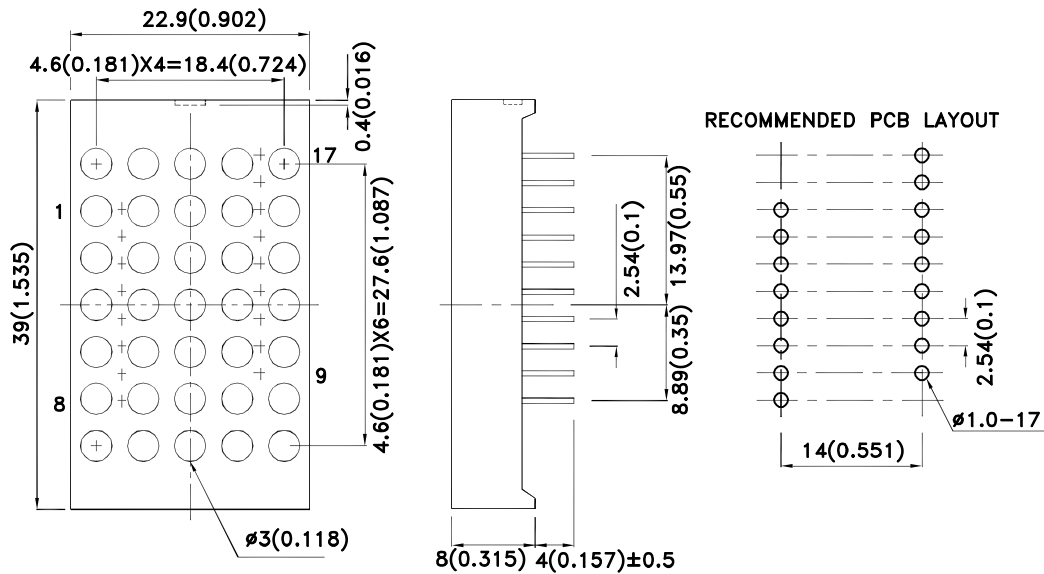 22.9(0.902)
4.6(0.181)X4=18.4(0.724)
0.4(0.016)
17
1
39(1.535)
4.6(0.181)X6=27.6(1.087)
9
8
ø3(0.118)
13.97(0.55)
2.54(0.1)
8.89(0.35)
8(0.315)
4(0.157)±0.5
RECOMMENDED PCB LAYOUT
2.54(0.1)
ø1.0-17
14(0.551)